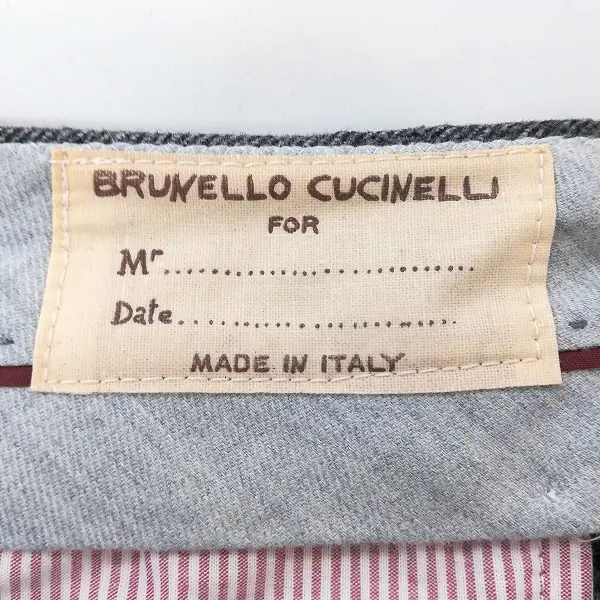 BRUNELLO CUCINELLI
FOR
Mr..............................
Date..............................
MADE IN ITALY